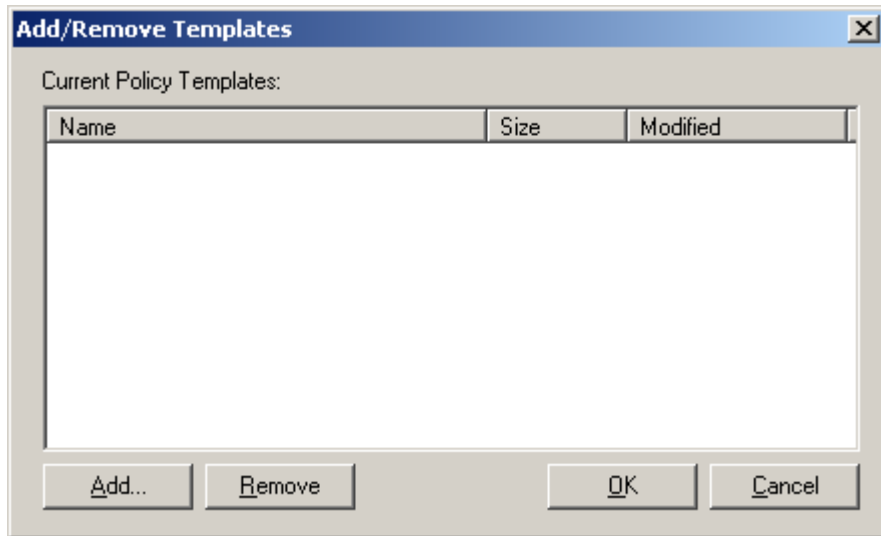 Add/Remove Templates
Current Policy Templates:
Name Size Modified
Add... Remove OK Cancel